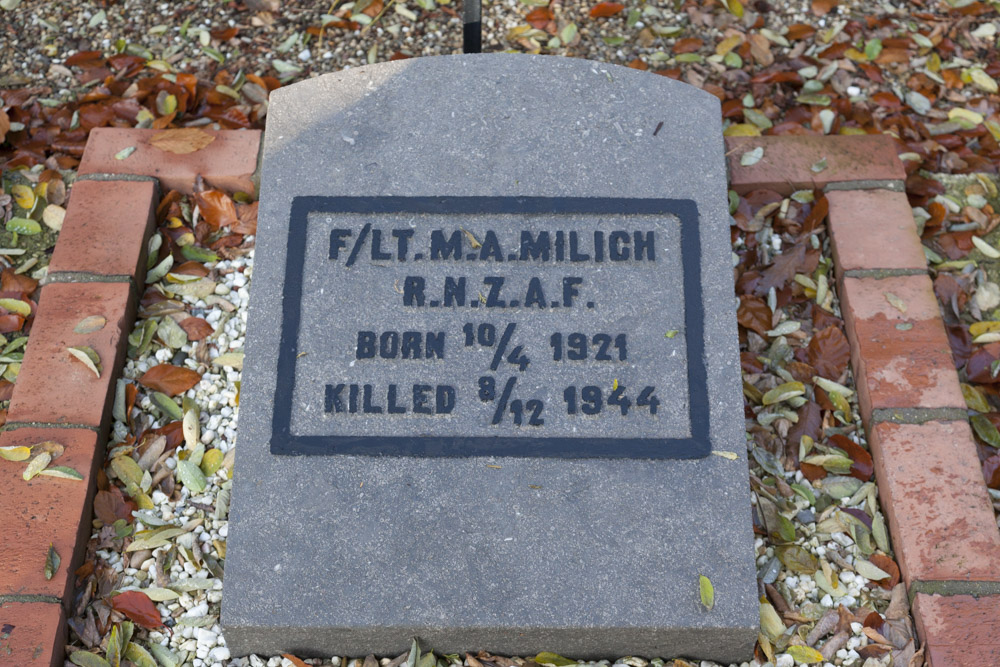 F/LT. M.A. MILICH
R.N.Z.A.F.
BORN 10/4 1921
KILLED 8/12 1944